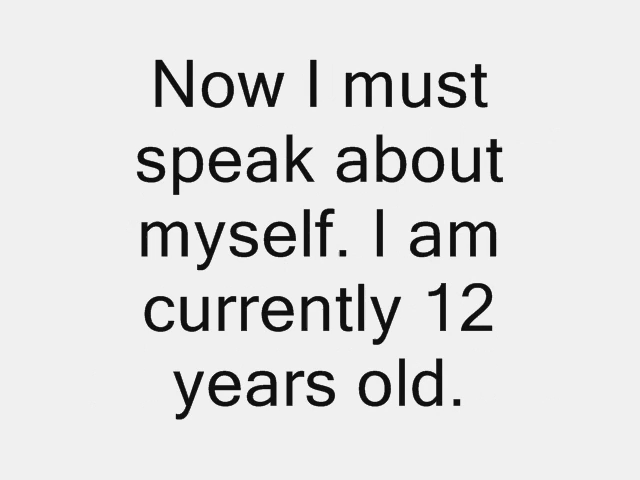 Now I must
speak about
myself. I am
currently 12
years old.